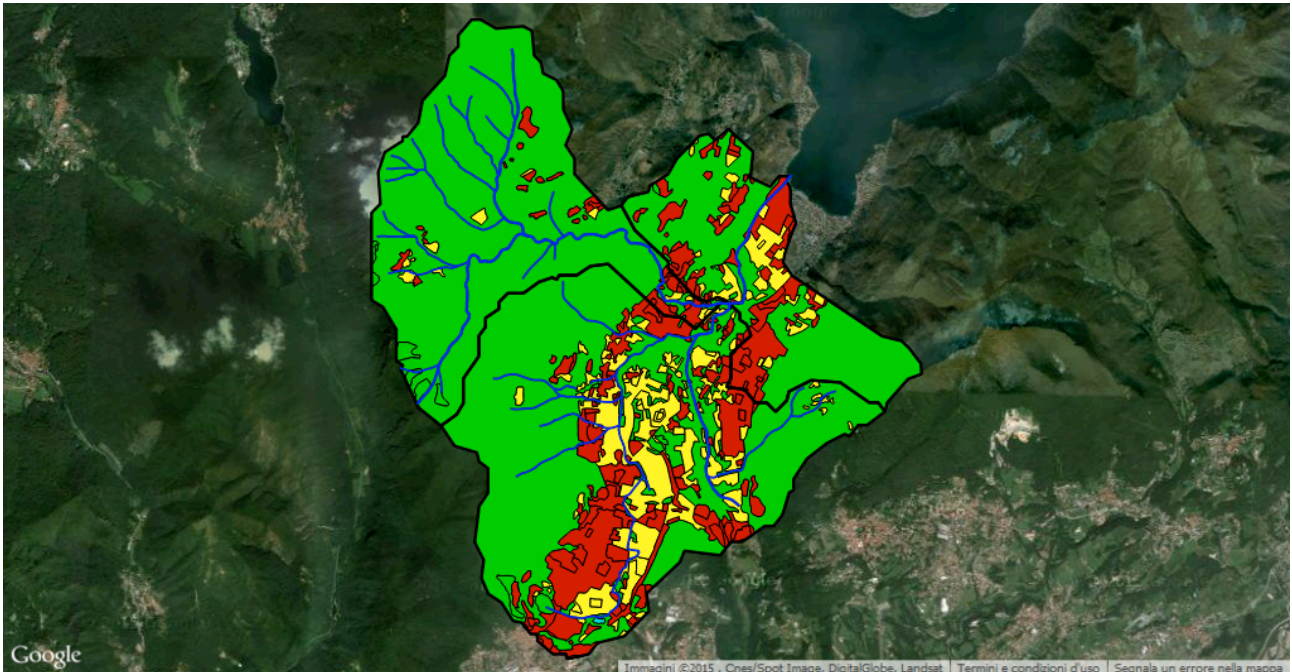 Google
Immagini ©2015 , Cnes/Spot Image, DigitalGlobe, Landsat
Termini e condizioni d'uso
Segnala un errore nella mappa